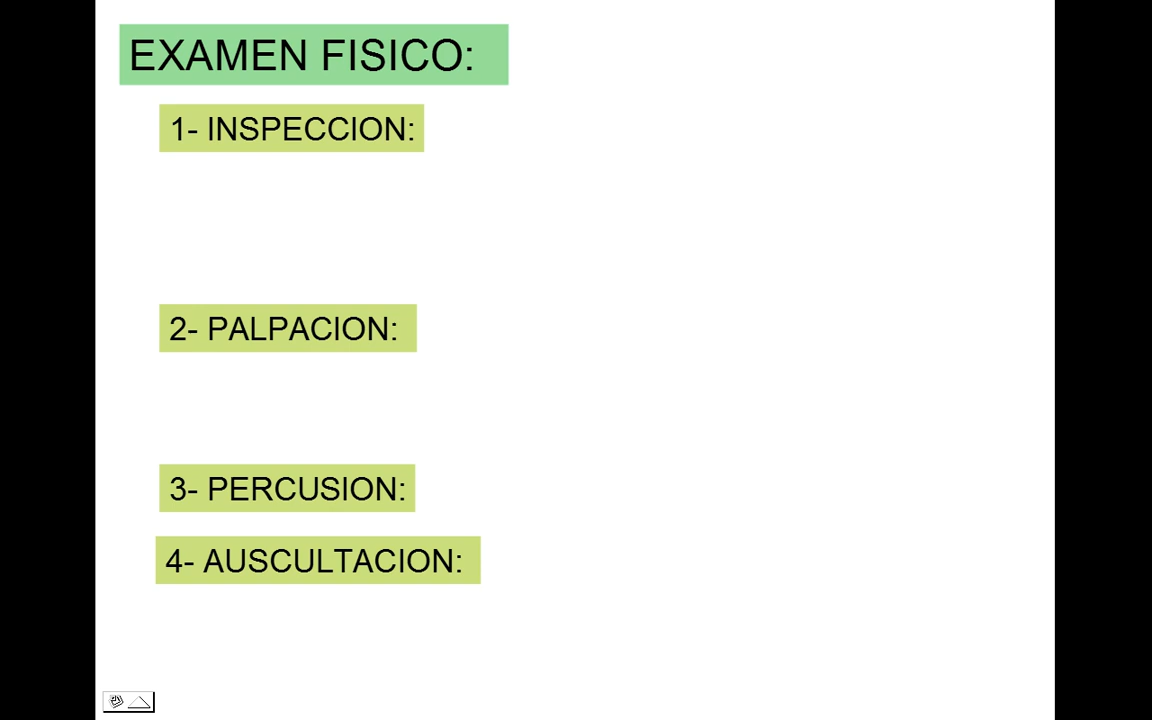 EXAMEN FISICO:
1- INSPECCION:
2- PALPACION:
3- PERCUSION:
4- AUSCULTACION: